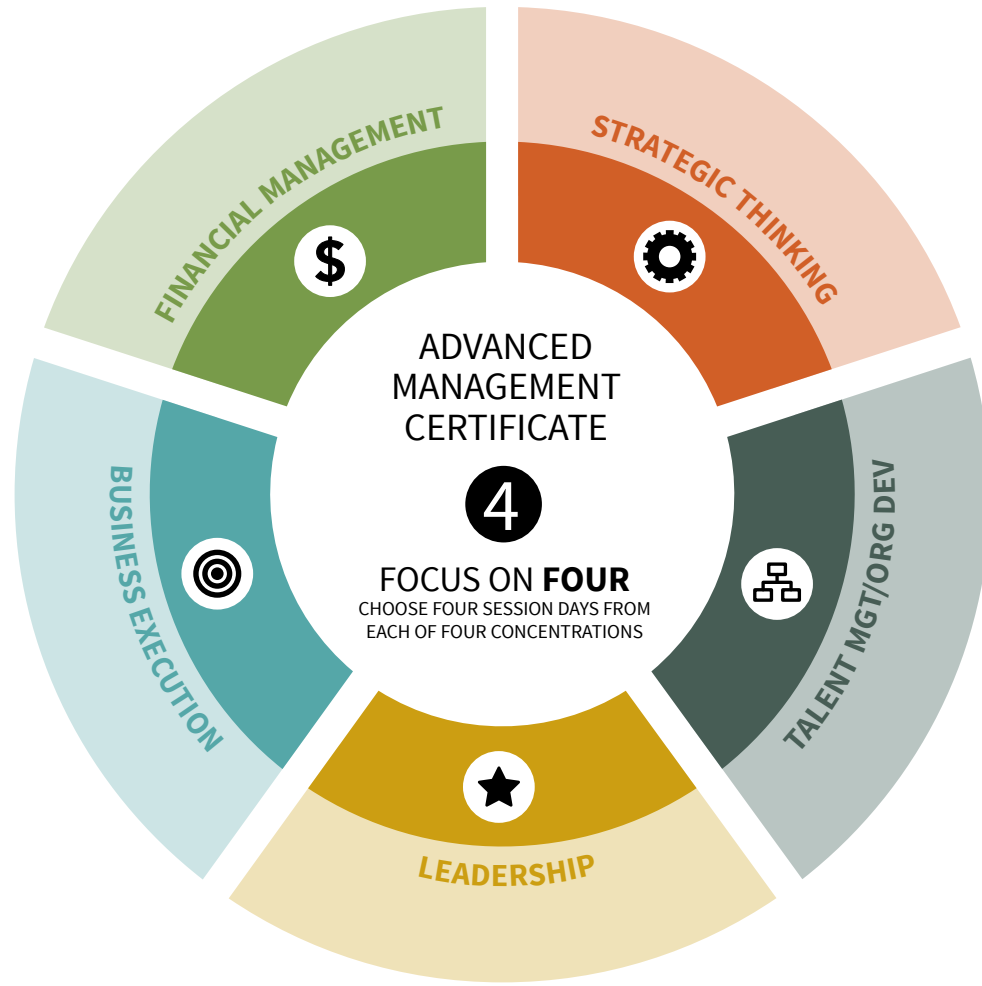 FINANCIAL MANAGEMENT
STRATEGIC THINKING
$
ADVANCED
MANAGEMENT
CERTIFICATE
4
FOCUS ON FOUR
CHOOSE FOUR SESSION DAYS FROM
EACH OF FOUR CONCENTRATIONS
BUSINESS EXECUTION
TALENT MGT/ORG DEV
LEADERSHIP